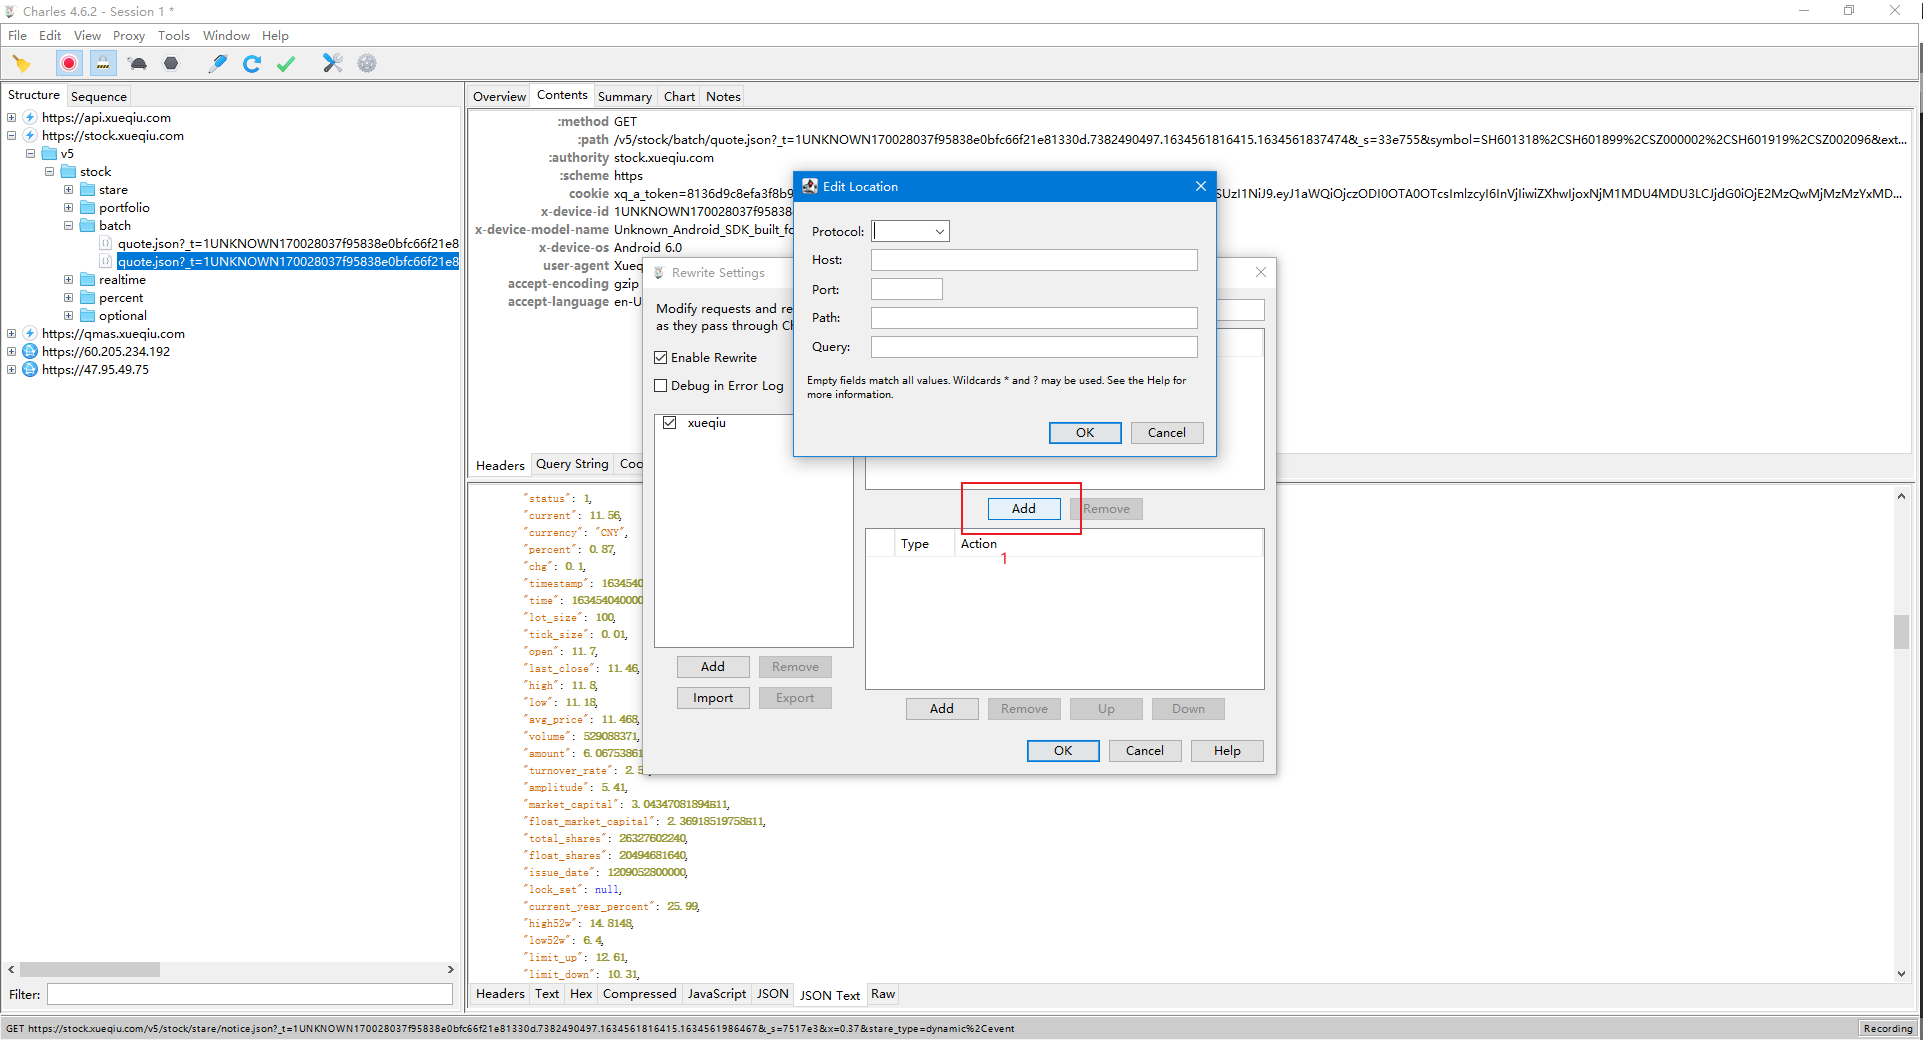 Charles 4.6.2 - Session 1 *
File Edit View Proxy Tools Window Help
Structure Sequence
https://api.xueqiu.com
https://stock.xueqiu.com
v5
stock
stare
portfolio
batch
quote.json?_t=1UNKNOWN170028037f95838e0bfc66f21e8
quote.json?_t=1UNKNOWN170028037f95838e0bfc66f21e8
realtime
percent
optional
https://qmas.xueqiu.com
https://60.205.234.192
https://47.95.49.75
Filter:
Overview Contents Summary Chart Notes
:method GET
:path /v5/stock/batch/quote.json?_t=1UNKNOWN170028037f95838e0bfc66f21e81330d.7382490497.1634561816415.1634561837474&_s=33e755&symbol=SH601318%2CSH601899%2CSZ000002%2CSH601919%2CSZ002096&ext...
:authority stock.xueqiu.com
:scheme https
cookie xq_a_token=8136d9c8efa3f8b9 SUzI1NiJ9.eyJ1aWQiOjczODI0OTA0OTcsImlzcyI6InVjIiwiZXhwIjoxNjM1MDU4MDU3LCJjdG0iOjE2MzQwMjMzMzYxMD...
x-device-id 1UNKNOWN170028037f95838e
x-device-model-name Unknown_Android_SDK_built_fo
x-device-os Android 6.0
user-agent Xueq
accept-encoding gzip
accept-language en-U
Headers Query String Coo
Edit Location
Protocol:
Host:
Port:
Path:
Query:
Empty fields match all values. Wildcards * and ? may be used. See the Help for
more information.
OK Cancel
Rewrite Settings
Modify requests and re
as they pass through Ch
Enable Rewrite
Debug in Error Log
xueqiu
Add Remove
Import Export
Add Remove
Type Action
1
Add Remove Up Down
OK Cancel Help
"status": 1,
"current": 11.56,
"currency": "CNY",
"percent": 0.87,
"chg": 0.1,
"timestamp": 1634540
"time": 163454040000
"lot_size": 100,
"tick_size": 0.01,
"open": 11.7,
"last_close": 11.46,
"high": 11.8,
"low": 11.18,
"avg_price": 11.468,
"volume": 529088371,
"amount": 6.06753861
"turnover_rate": 2.5
"amplitude": 5.41,
"market_capital": 3.04347081894E11,
"float_market_capital": 2.36918519758E11,
"total_shares": 26327602240,
"float_shares": 20494681640,
"issue_date": 1209052800000,
"lock_set": null,
"current_year_percent": 25.99,
"high52w": 14.8148,
"low52w": 6.4,
"limit_up": 12.61,
"limit_down": 10.31,
Headers Text Hex Compressed JavaScript JSON JSON Text Raw
GET https://stock.xueqiu.com/v5/stock/stare/notice.json?_t=1UNKNOWN170028037f95838e0bfc66f21e81330d.7382490497.1634561816415.1634561986467&_s=7517e3&x=0.37&stare_type=dynamic%2Cevent
Recording